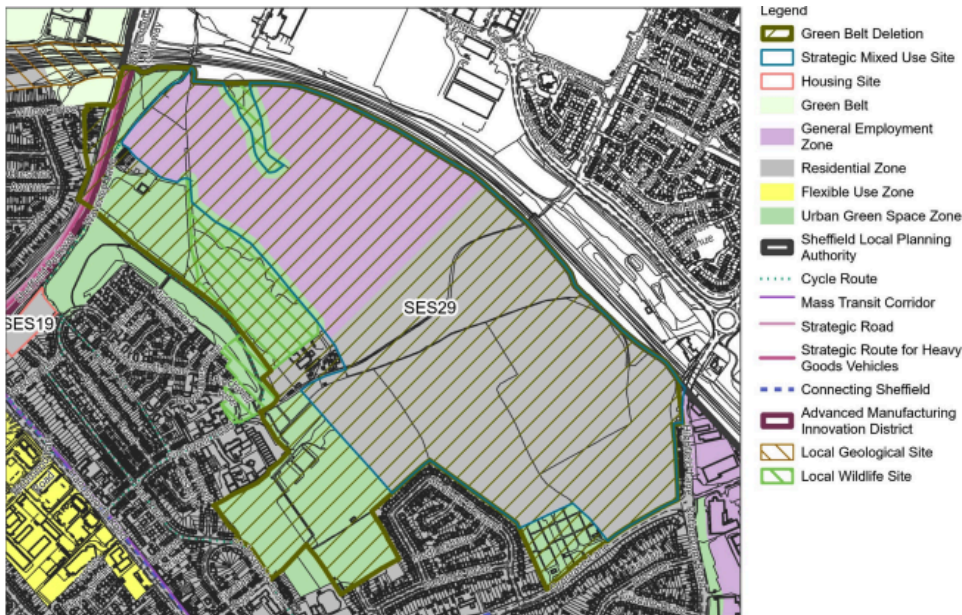 Legend
Green Belt Deletion
Strategic Mixed Use Site
Housing Site
Green Belt
General Employment
Zone
Residential Zone
Flexible Use Zone
Urban Green Space Zone
Sheffield Local Planning
Authority
Cycle Route
Mass Transit Corridor
Strategic Road
Strategic Route for Heavy
Goods Vehicles
Connecting Sheffield
Advanced Manufacturing
Innovation District
Local Geological Site
Local Wildlife Site
SES29
SES19